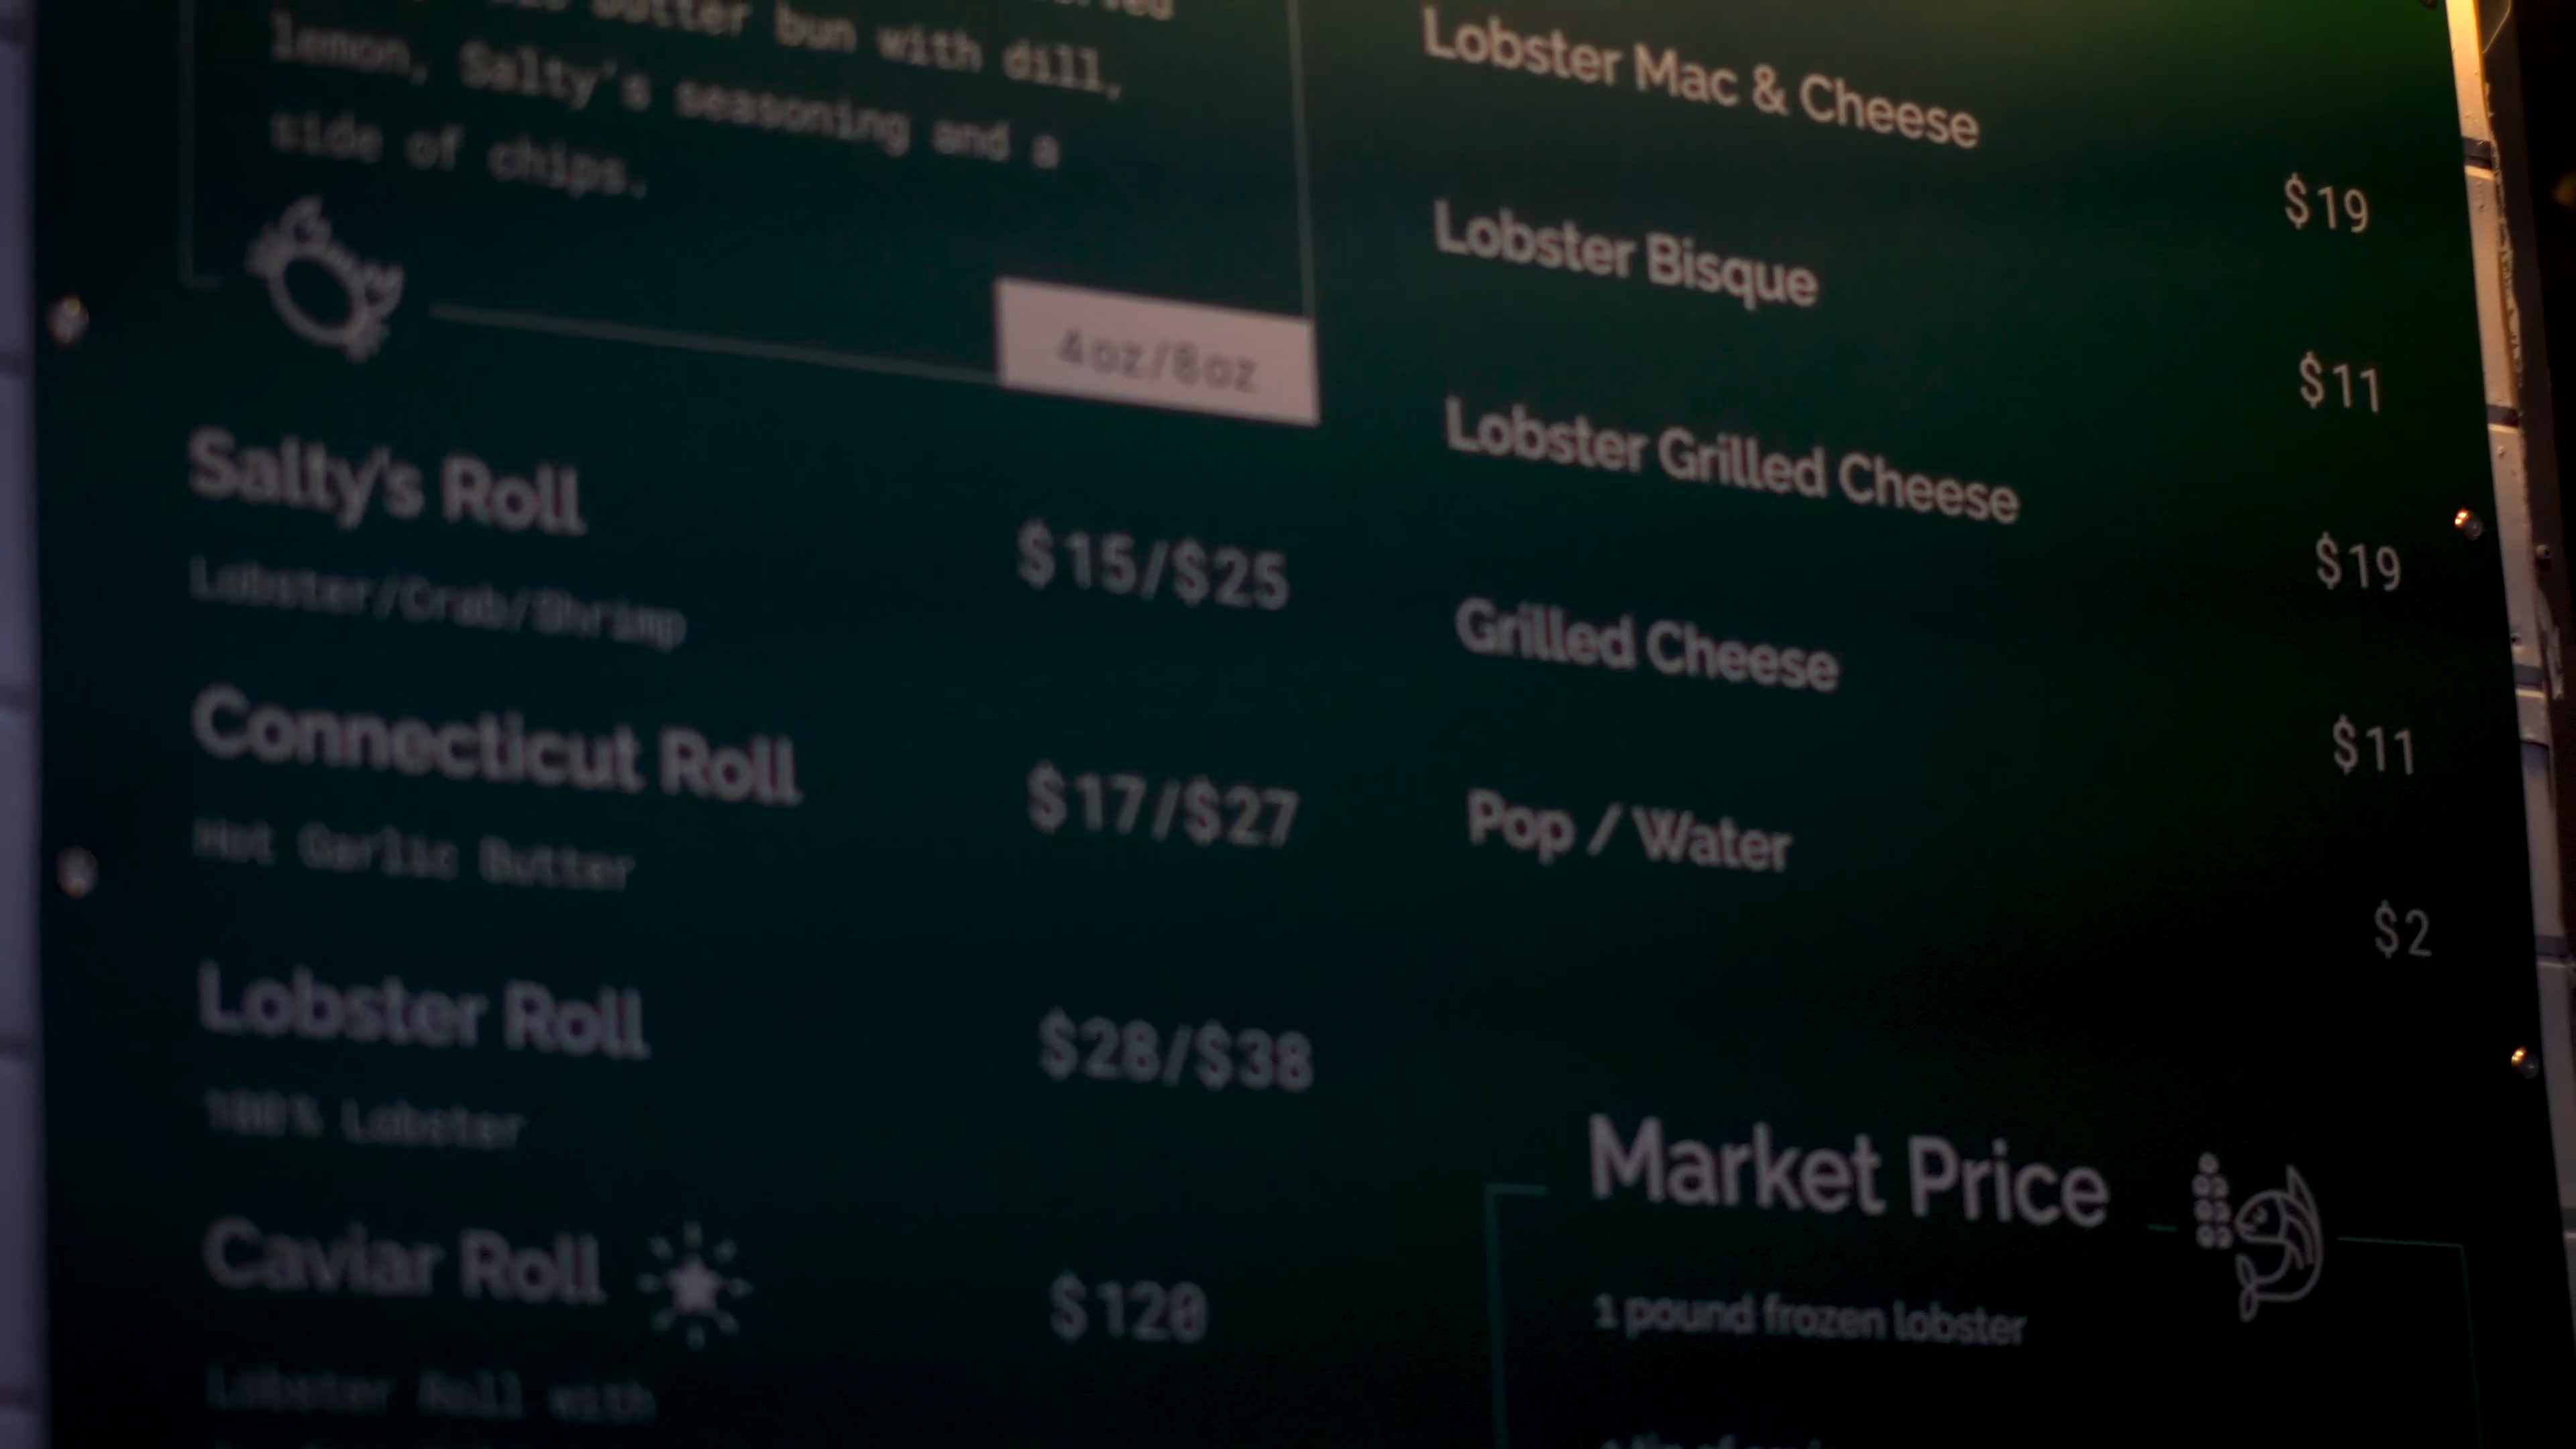 butter bun with dill,
lemon, Salty's seasoning and a
side of chips.
4oz/8oz
Salty's Roll
$15/$25
Lobster/Crab/Shrimp
Connecticut Roll
$17/$27
Hot Garlic Butter
Lobster Roll
$28/$38
100% Lobster
Caviar Roll
$120
Lobster Roll with
Lobster Mac & Cheese
$19
Lobster Bisque
$11
Lobster Grilled Cheese
$19
Grilled Cheese
$11
Pop / Water
$2
Market Price
1 pound frozen lobster